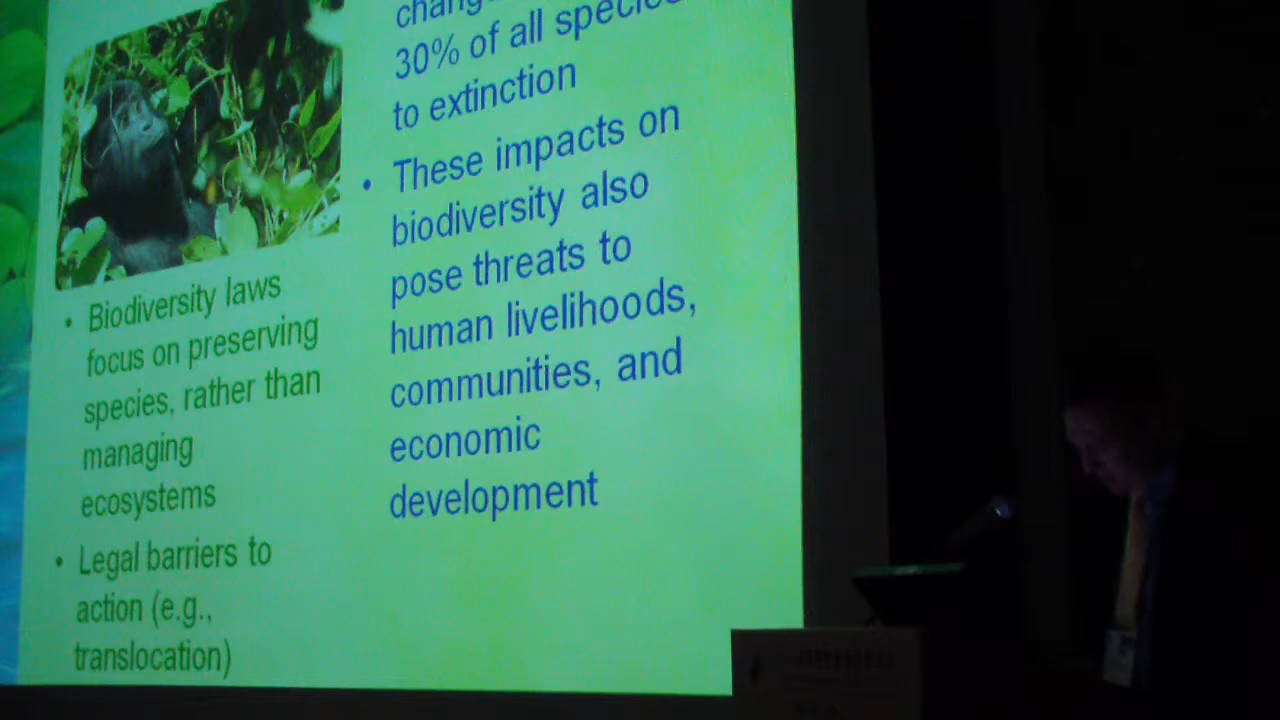 Biodiversity laws
focus on preserving
species, rather than
managing
ecosystems
Legal barriers to
action (e.g.,
translocation)
30% of all species
to extinction
These impacts on
biodiversity also
pose threats to
human livelihoods,
communities, and
economic
development